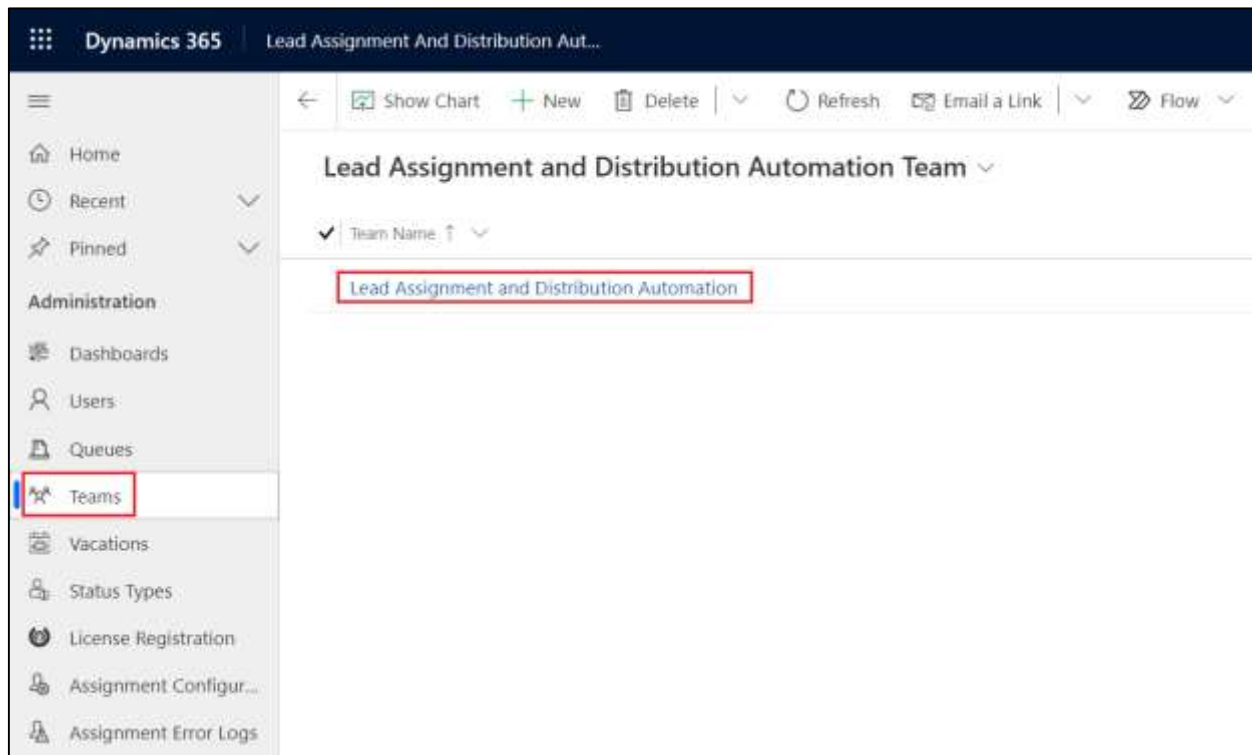 Dynamics 365 Lead Assignment And Distribution Aut...
Show Chart New Delete Refresh Email a Link Flow
Home
Recent
Pinned
Administration
Dashboards
Users
Queues
Teams
Vacations
Status Types
License Registration
Assignment Configur...
Assignment Error Logs
Lead Assignment and Distribution Automation Team
Team Name ↑
Lead Assignment and Distribution Automation